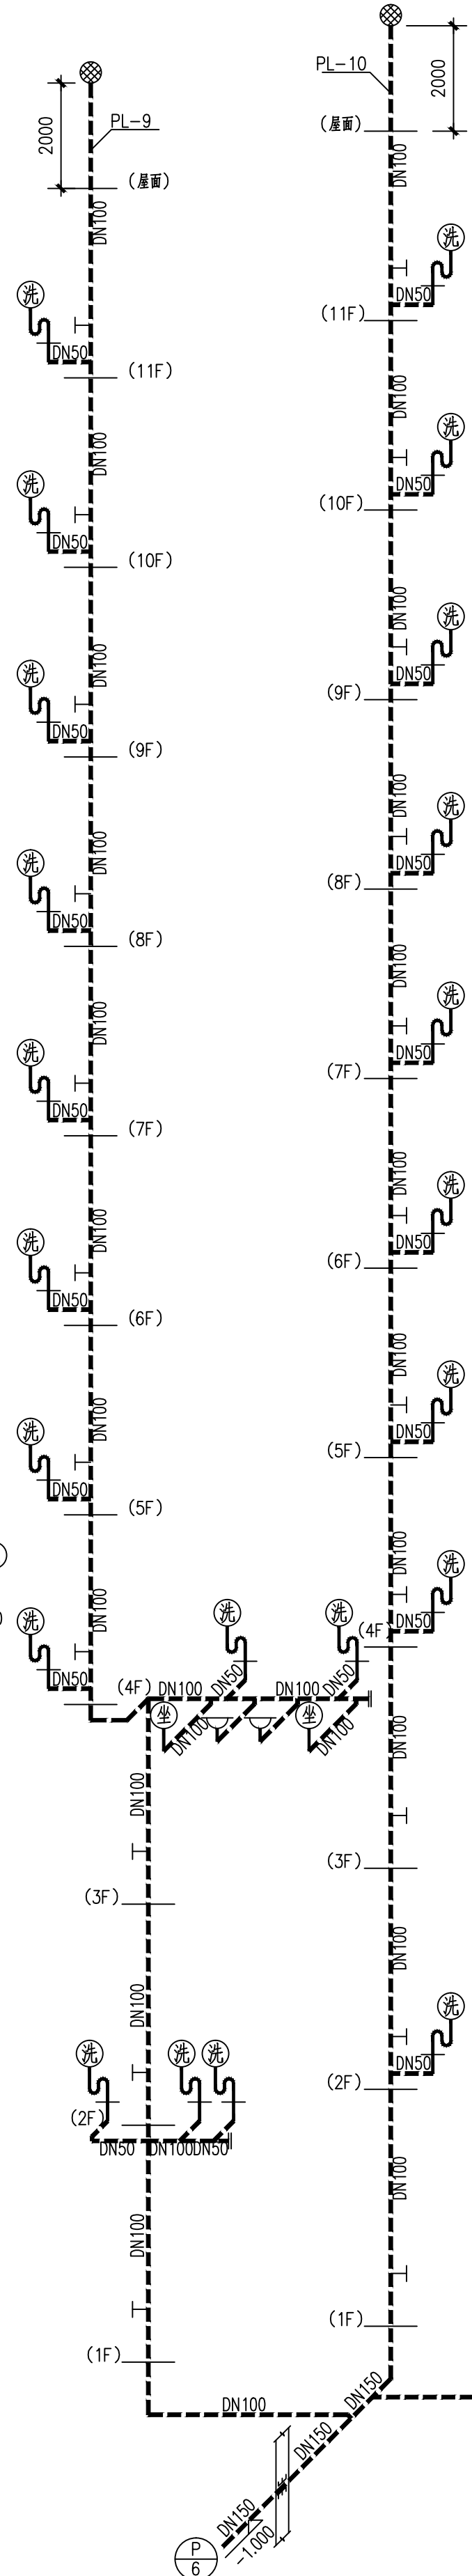 PL-10
2000
PL-9
2000
(屋面)
DN100
(屋面)
DN100
洗
DN50
(11F)
洗
DN50
(11F)
DN100
DN100
洗
DN50
(10F)
洗
DN50
(10F)
DN100
DN100
洗
DN50
(9F)
洗
DN50
(9F)
DN100
DN100
洗
DN50
(8F)
洗
DN50
(8F)
DN100
DN100
洗
DN50
(7F)
洗
DN50
(7F)
DN100
DN100
洗
DN50
(6F)
洗
DN50
(6F)
DN100
DN100
洗
DN50
(5F)
洗
DN50
(5F)
DN100
DN100
洗
DN50
(4F)
洗
DN50
(4F)
DN100
洗
DN50
DN100
洗
DN50
坐
DN100
坐
DN100
DN100
DN100
(3F)
(3F)
DN100
DN100
洗
DN50
(2F)
洗
洗
洗
(2F)
DN50
DN100
DN50
DN100
DN100
(1F)
(1F)
DN100
DN150
DN150
DN150
-1.000
P
6